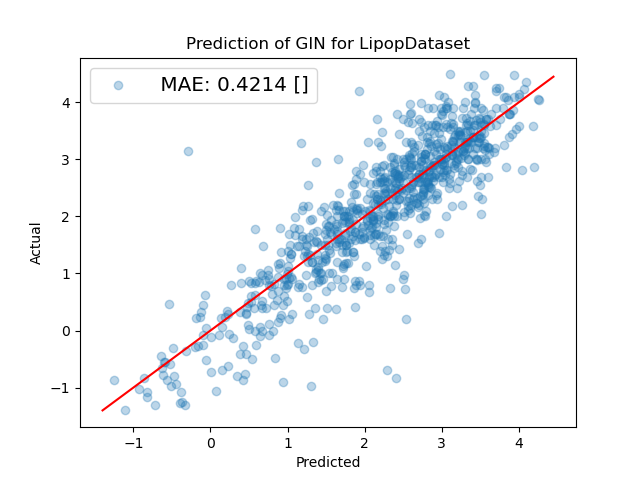 Prediction of GIN for LipopDataset
MAE: 0.4214 []
4
3
2
1
0
−1
Actual
−1 0 1 2 3 4
Predicted